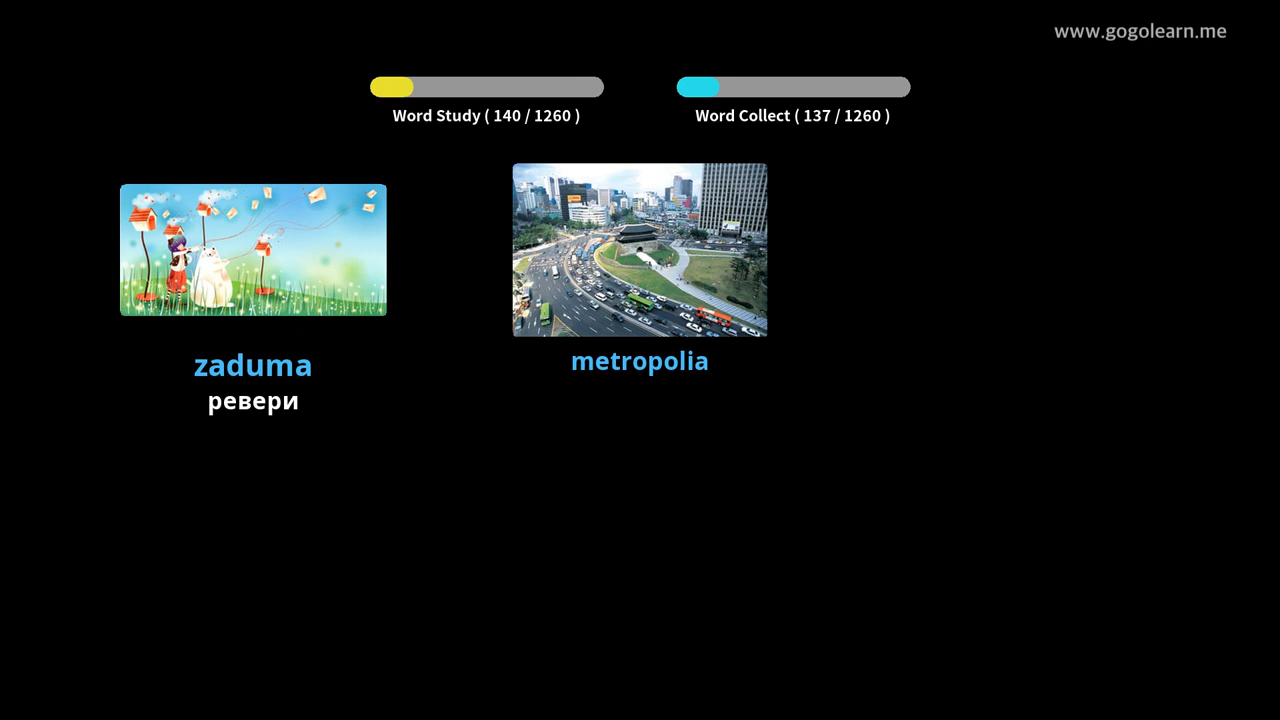 www.gogolearn.me
Word Study ( 140 / 1260 )
Word Collect ( 137 / 1260 )
zaduma
ревери
metropolia